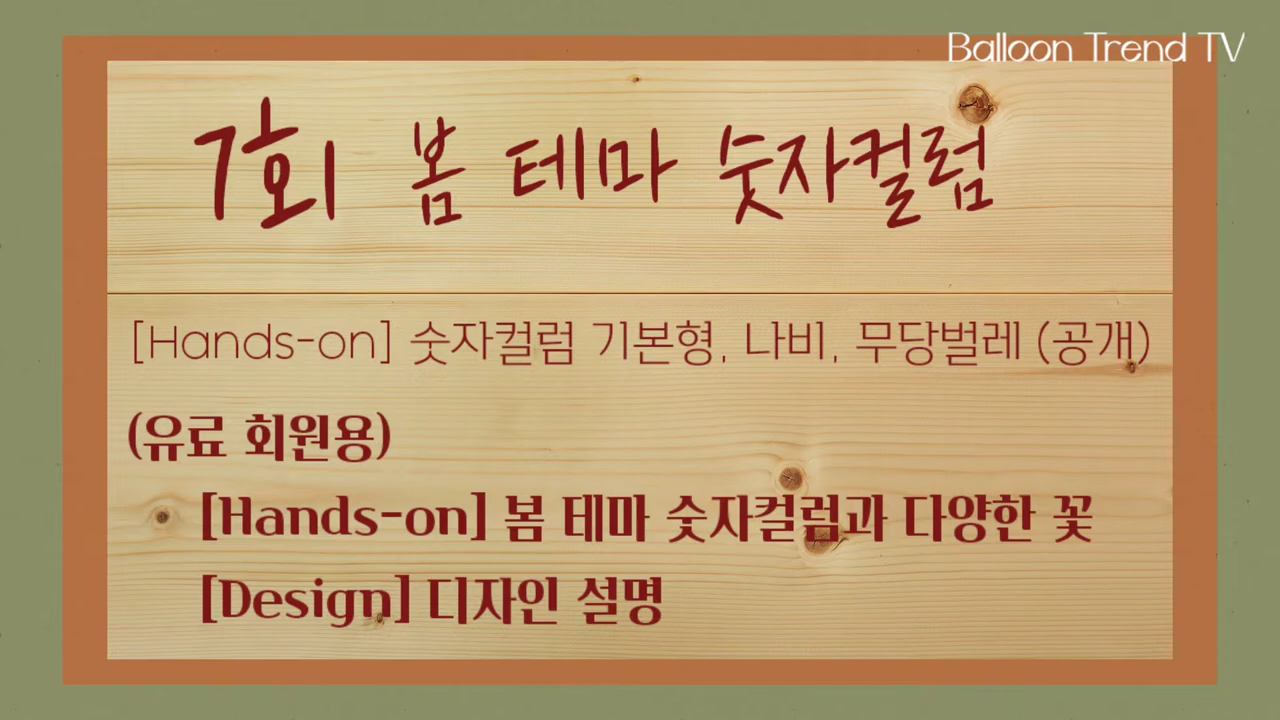 Balloon Trend TV
7회 봄 테마 숫자컬럼
[Hands-on] 숫자컬럼 기본형, 나비, 무당벌레 (공개)
(유료 회원용)
[Hands-on] 봄 테마 숫자컬럼과 다양한 꽃
[Design] 디자인 설명